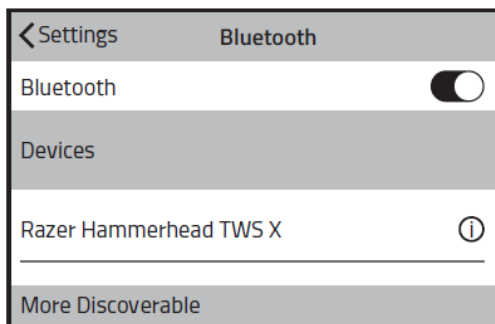 Settings
Bluetooth
Bluetooth
Devices
Razer Hammerhead TWS X
More Discoverable